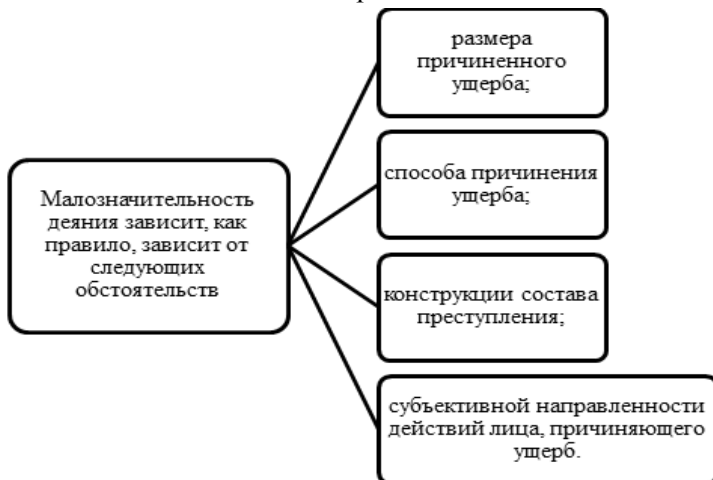 Малозначительность
деяния зависит, как
правило, зависит от
следующих
обстоятельств
размера
причиненного
ущерба;
способа причинения
ущерба;
конструкции состава
преступления;
субъективной направленности
действий лица, причиняющего
ущерб.